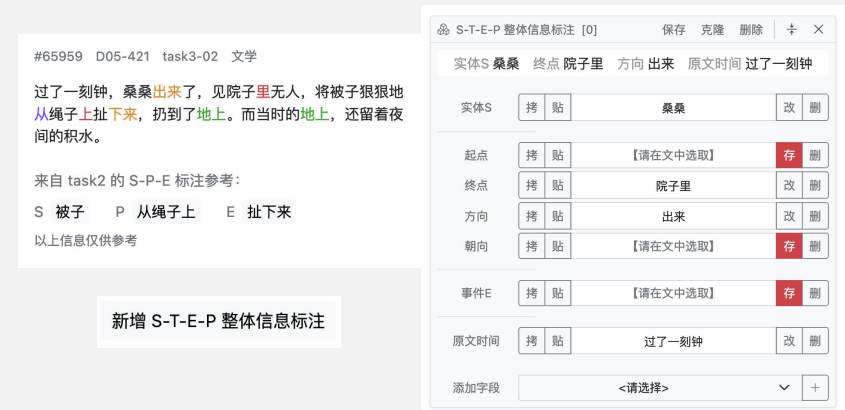 #65959 D05-421 task3-02 文学
过了一刻钟，桑桑出来了，见院子里无人，将被子狠狠地
从绳子上扯下来，扔到了地上。而当时的地上，还留着夜
间的积水。
来自 task2 的 S-P-E 标注参考：
S 被子 P 从绳子上 E 扯下来
以上信息仅供参考
新增 S-T-E-P 整体信息标注
S-T-E-P 整体信息标注 [0] 保存 克隆 删除
实体S 桑桑 终点 院子里 方向 出来 原文时间 过了一刻钟
实体S 拷 贴 桑桑 改 删
起点 拷 贴 【请在文中选取】 存 删
终点 拷 贴 院子里 改 删
方向 拷 贴 出来 改 删
朝向 拷 贴 【请在文中选取】 存 删
事件E 拷 贴 【请在文中选取】 存 删
原文时间 拷 贴 过了一刻钟 改 删
添加字段 <请选择>